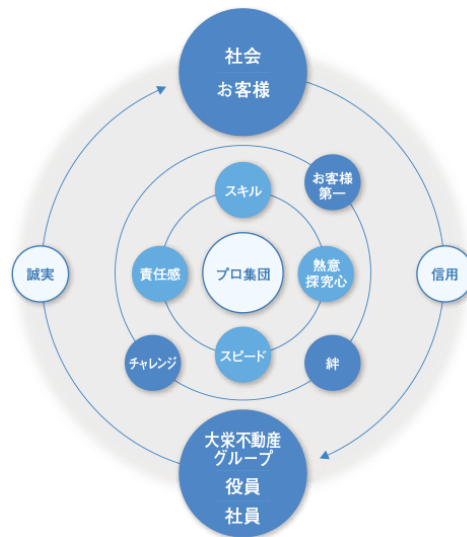 社会
お客様
お客様
第一
スキル
誠実
責任感
プロ集団
熱意
探究心
信用
スピード
チャレンジ
絆
大栄不動産
グループ
役員
社員